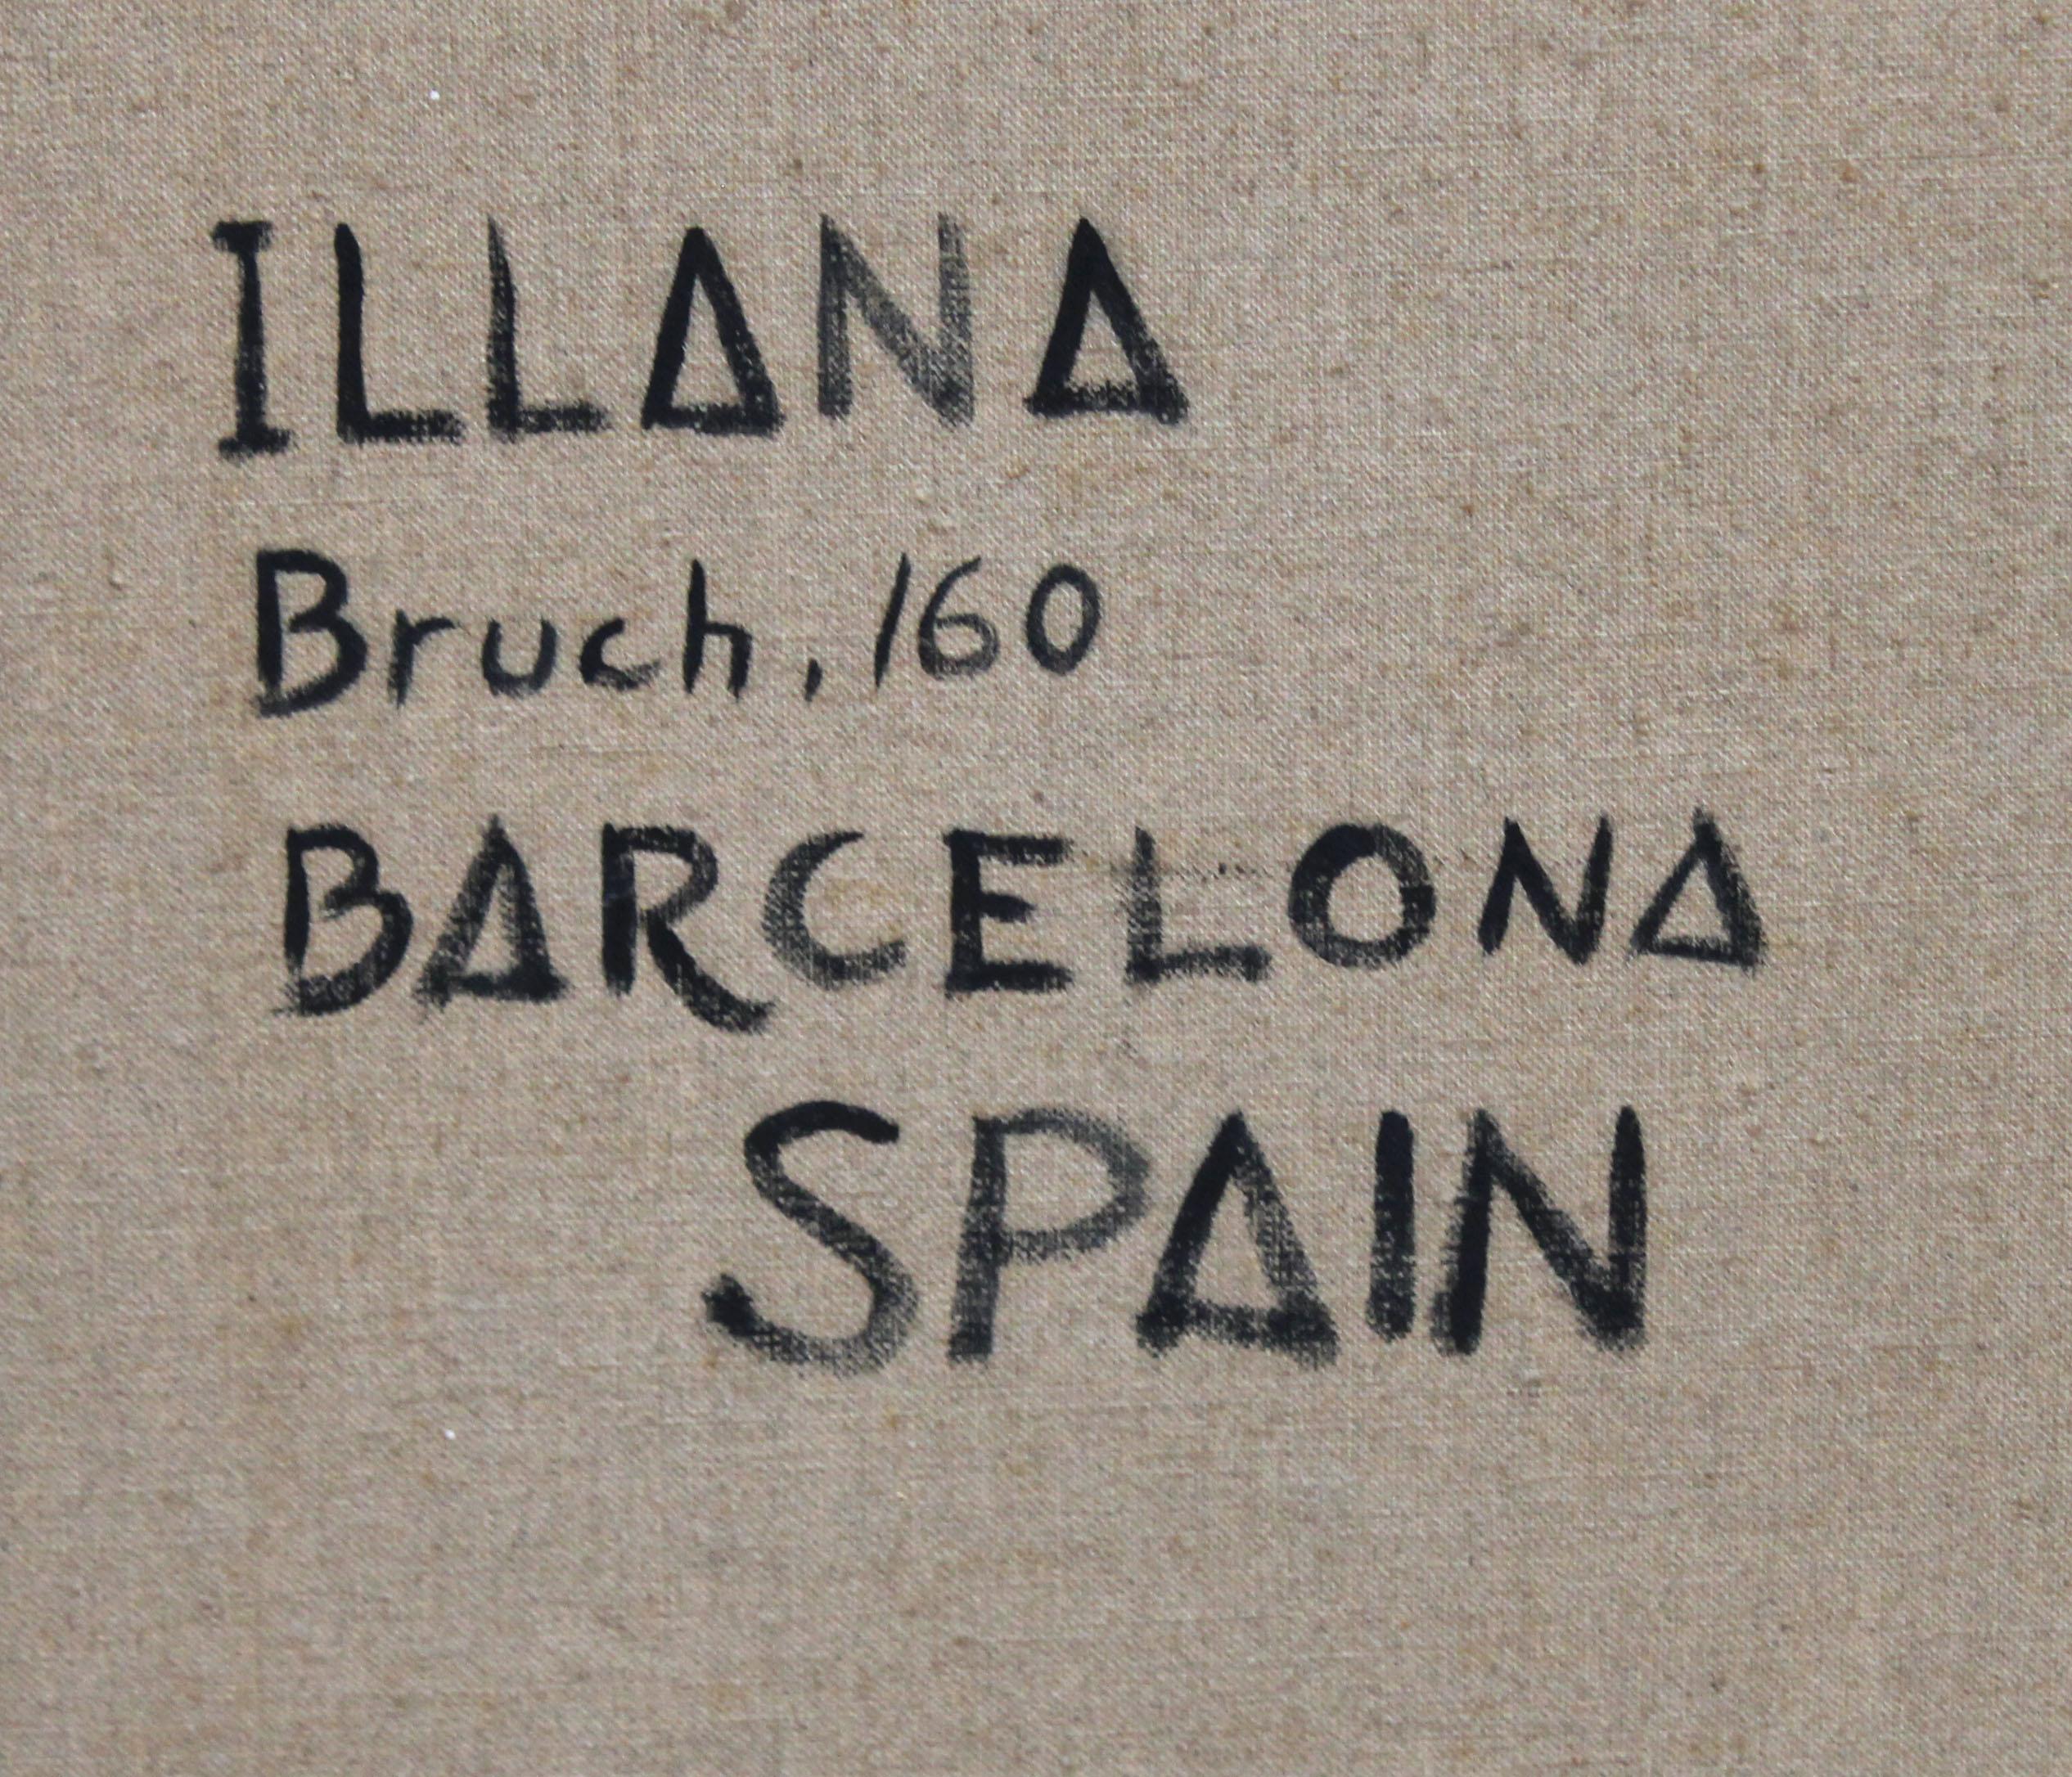 ILLANA
Bruch, 160
BARCELONA
SPAIN